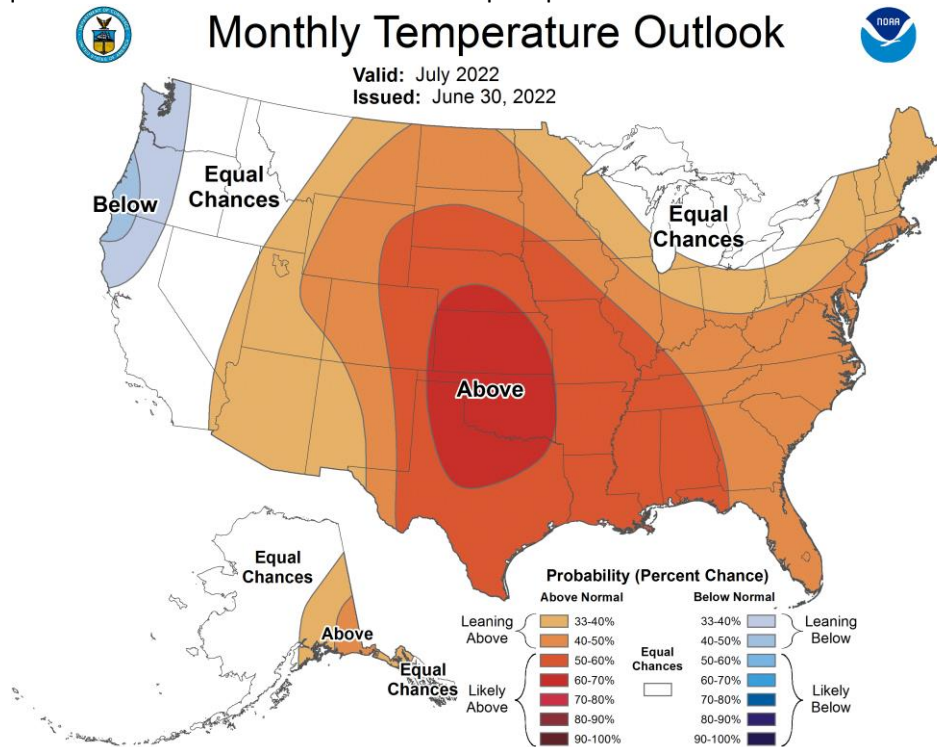 Monthly Temperature Outlook
NOAA
Valid: July 2022
Issued: June 30, 2022
Equal
Chances
Below
Equal
Chances
Above
Equal
Chances
Above
Equal
Chances
Probability (Percent Chance)
Above Normal
Below Normal
Leaning
Above
33-40%
40-50%
Likely
Above
50-60%
60-70%
70-80%
80-90%
90-100%
Equal
Chances
33-40%
40-50%
Leaning
Below
50-60%
60-70%
70-80%
80-90%
90-100%
Likely
Below